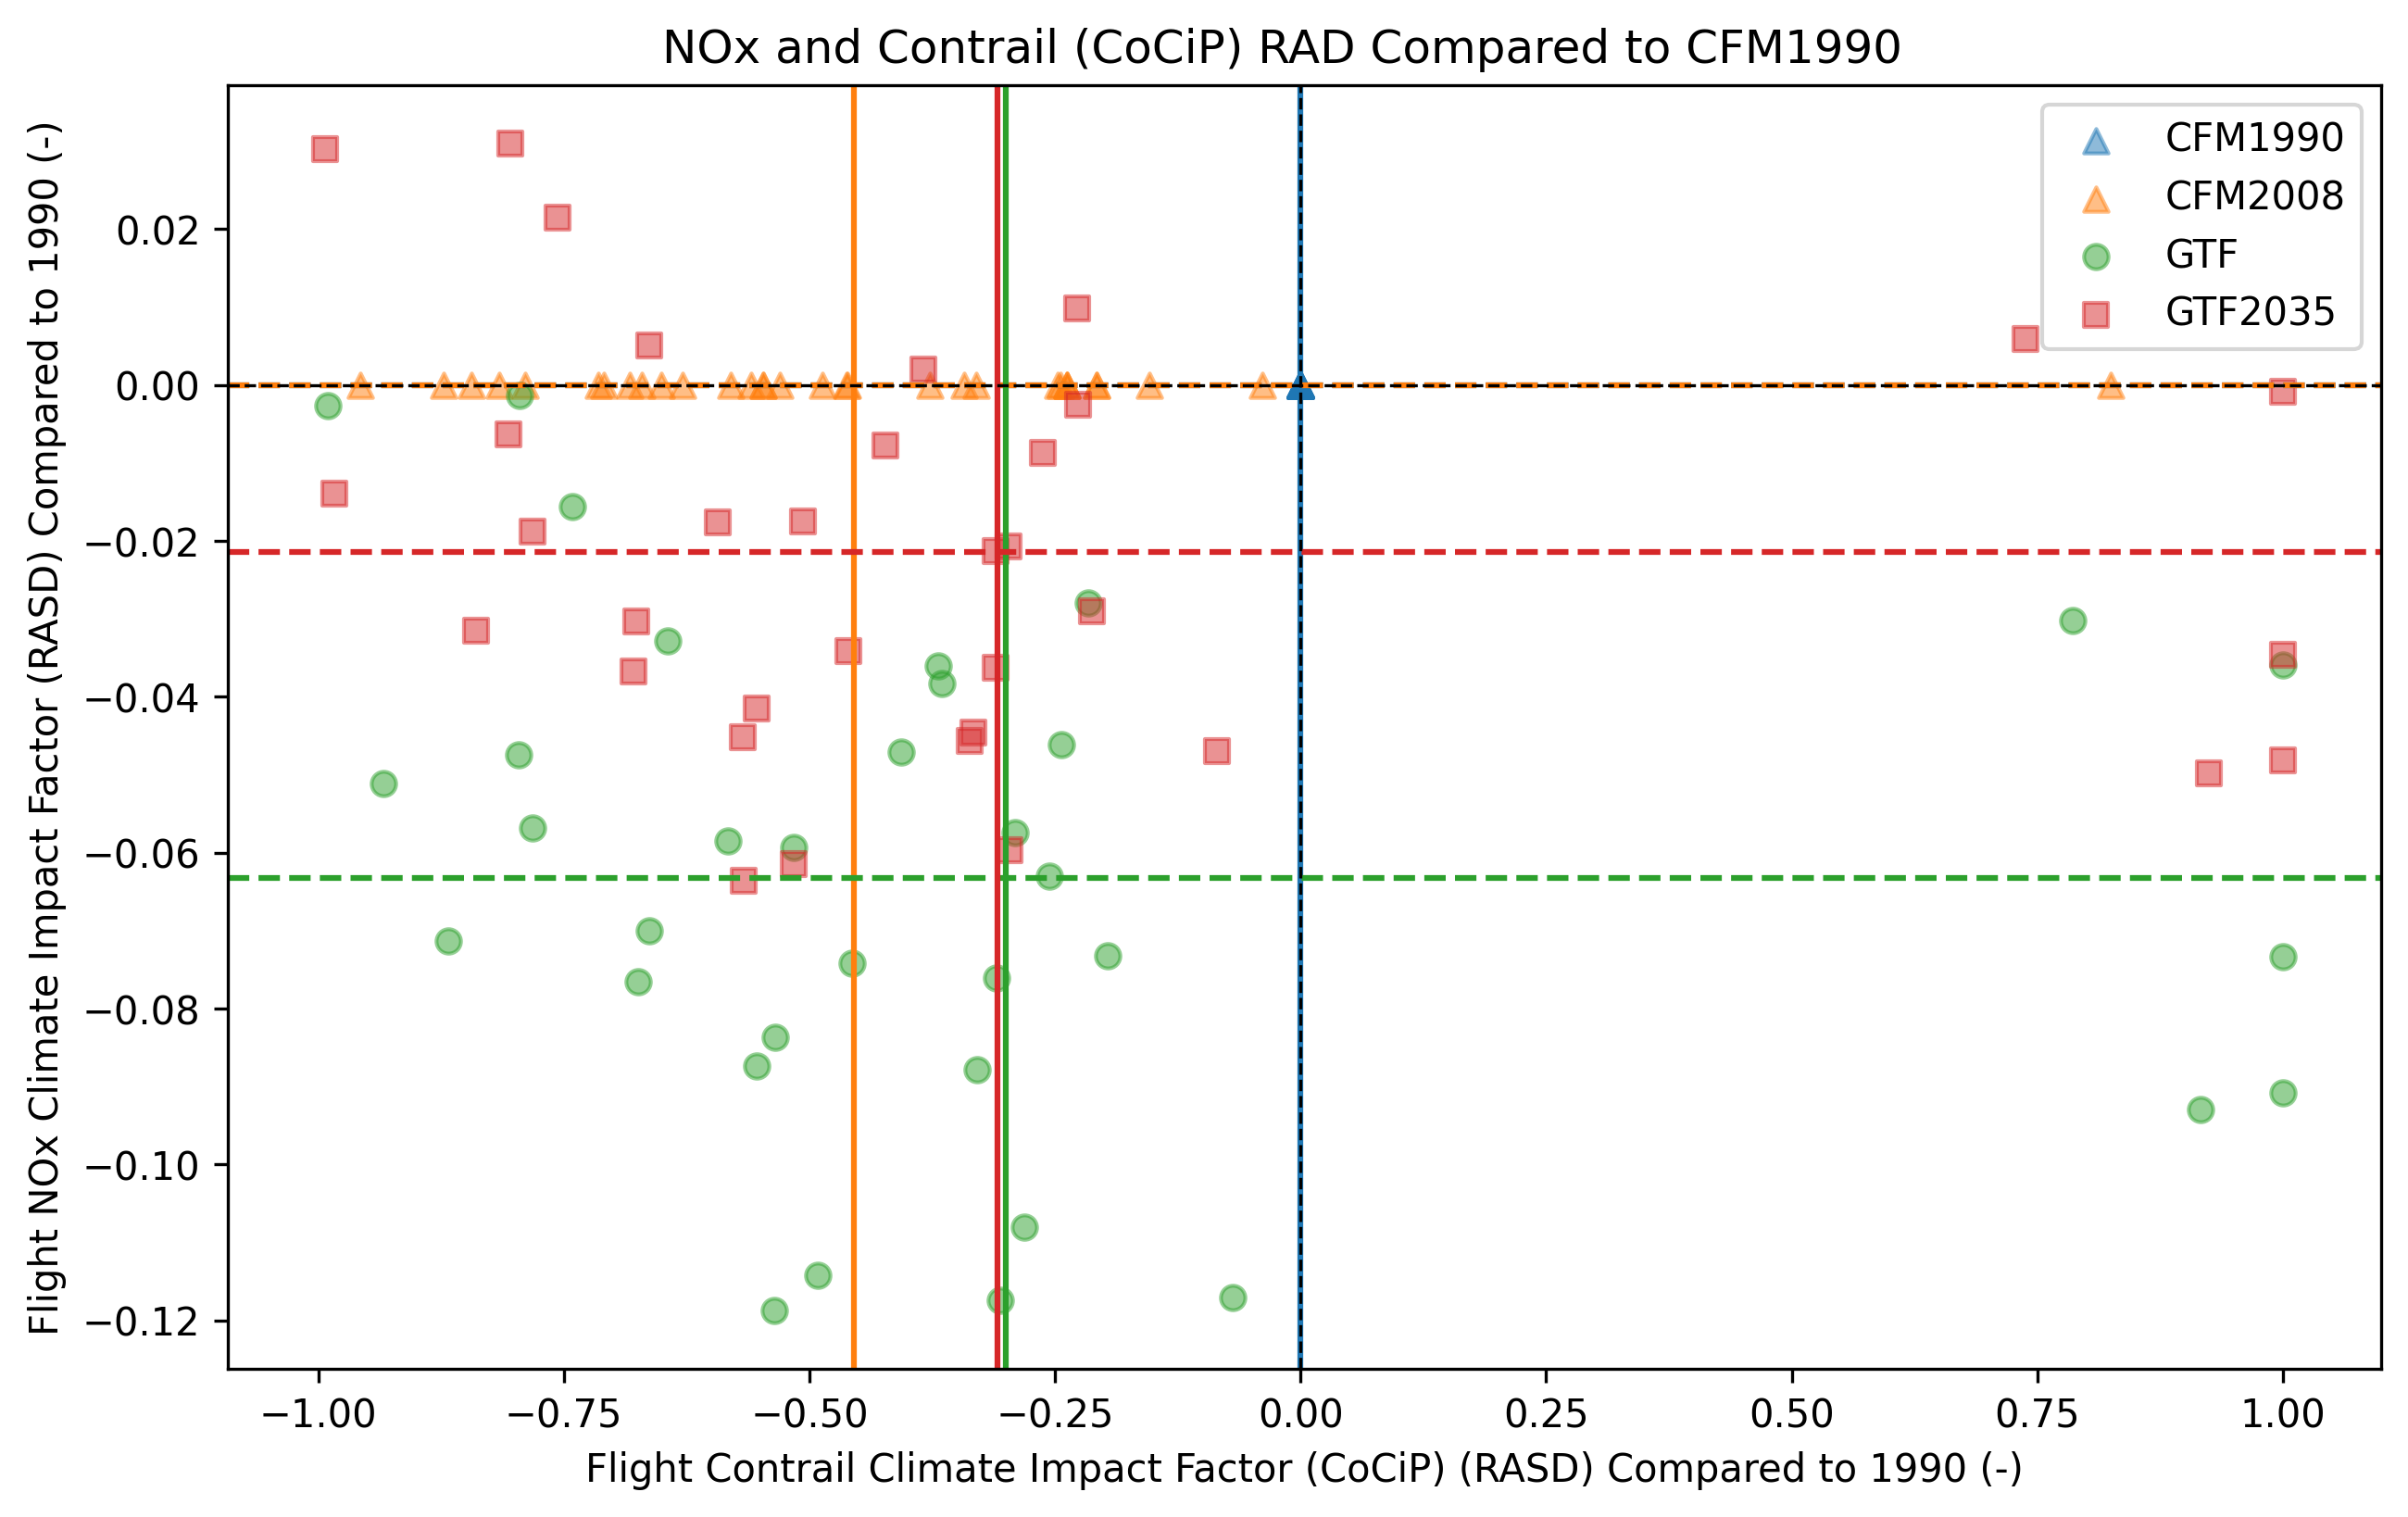 NOx and Contrail (CoCiP) RAD Compared to CFM1990
Flight NOx Climate Impact Factor (RASD) Compared to 1990 (-)
CFM1990
CFM2008
GTF
GTF2035
0.02
0.00
−0.02
−0.04
−0.06
−0.08
−0.10
−0.12
−1.00 −0.75 −0.50 −0.25 0.00 0.25 0.50 0.75 1.00
Flight Contrail Climate Impact Factor (CoCiP) (RASD) Compared to 1990 (-)